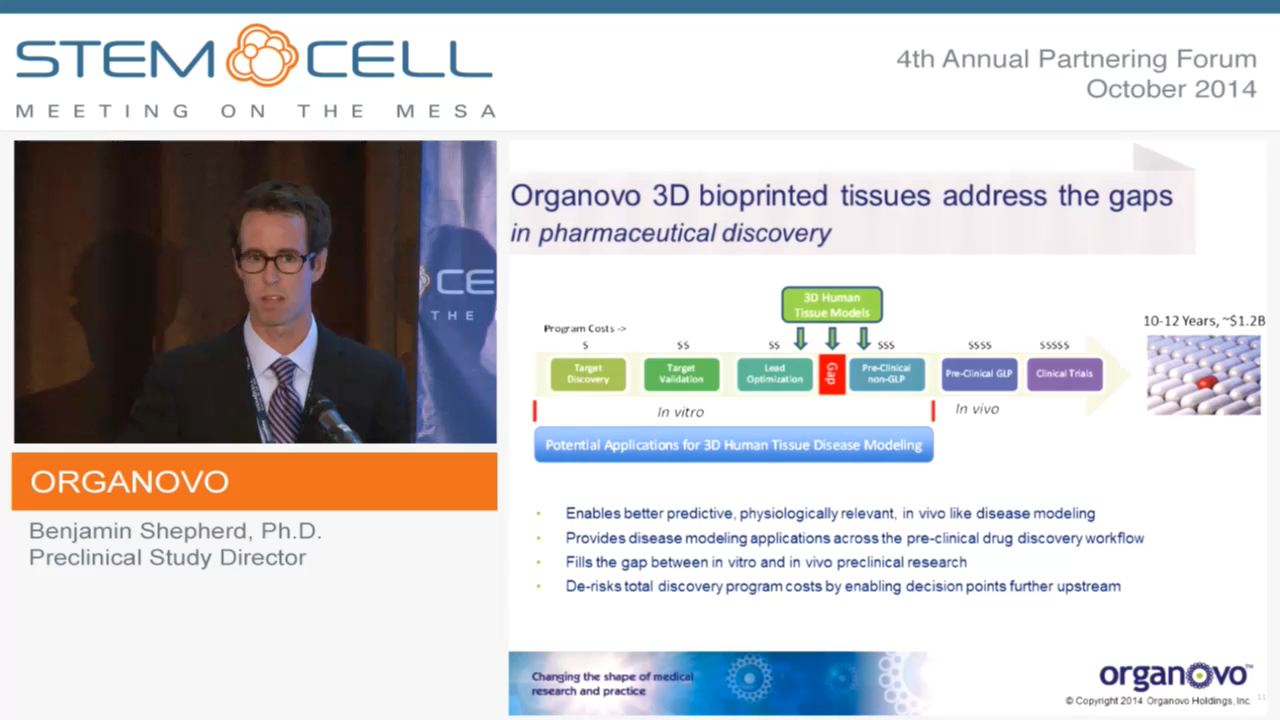 STEM CELL
MEETING ON THE MESA
4th Annual Partnering Forum
October 2014
CE
THE
ORGANOVO
Benjamin Shepherd, Ph.D.
Preclinical Study Director
Organovo 3D bioprinted tissues address the gaps
in pharmaceutical discovery
3D Human
Tissue Models
Program Costs ->
$ $$ $$ $$$ $$$$ $$$$$
10-12 Years, ~$1.2B
Target
Discovery
Target
Validation
Lead
Optimization
Gap
Pre-Clinical
non-GLP
Pre-Clinical GLP
Clinical Trials
In vitro
In vivo
Potential Applications for 3D Human Tissue Disease Modeling
• Enables better predictive, physiologically relevant, in vivo like disease modeling
• Provides disease modeling applications across the pre-clinical drug discovery workflow
• Fills the gap between in vitro and in vivo preclinical research
• De-risks total discovery program costs by enabling decision points further upstream
Changing the shape of medical
research and practice
organovo™
© Copyright 2014 Organovo Holdings, Inc.
11